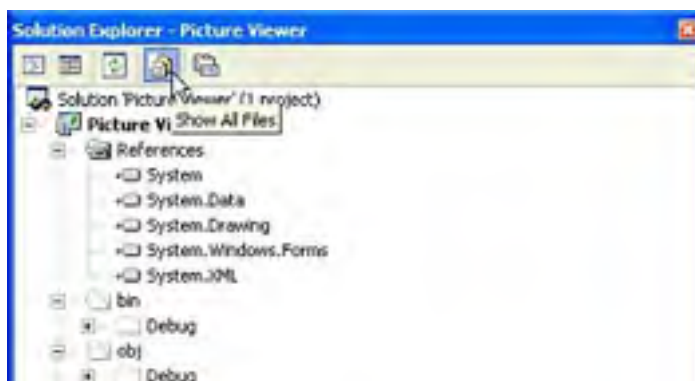 Solution Explorer - Picture Viewer
Solution 'Picture Viewer' (1 project)
Picture Vi
Show All Files
References
System
System.Data
System.Drawing
System.Windows.Forms
System.XML
bin
Debug
obj
Debug